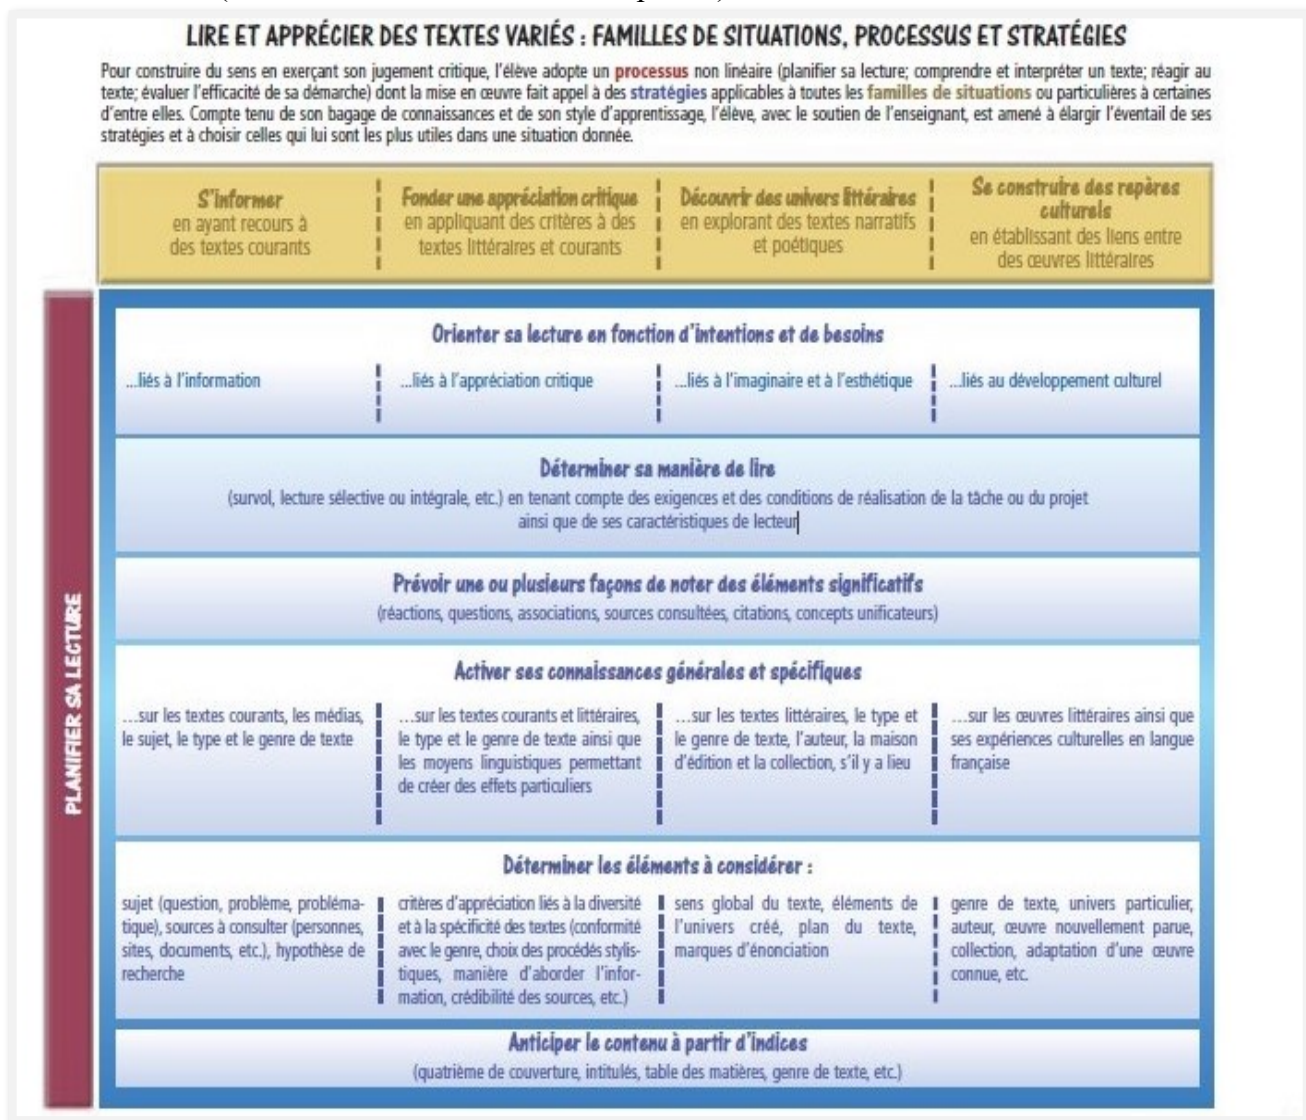 LIRE ET APPRÉCIER DES TEXTES VARIÉS : FAMILLES DE SITUATIONS, PROCESSUS ET STRATÉGIES
Pour construire du sens en exerçant son jugement critique, l'élève adopte un processus non linéaire (planifier sa lecture; comprendre et interpréter un texte; réagir au
texte; évaluer l'efficacité de sa démarche) dont la mise en œuvre fait appel à des stratégies applicables à toutes les familles de situations ou particulières à certaines
d'entre elles. Compte tenu de son bagage de connaissances et de son style d'apprentissage, l'élève, avec le soutien de l'enseignant, est amené à élargir l'éventail de ses
stratégies et à choisir celles qui lui sont les plus utiles dans une situation donnée.
S'informer
en ayant recours à
des textes courants
Fonder une appréciation critique
en appliquant des critères à des
textes littéraires et courants
Découvrir des univers littéraires
en explorant des textes narratifs
et poétiques
Se construire des repères
culturels
en établissant des liens entre
des œuvres littéraires
PLANIFIER SA LECTURE
Orienter sa lecture en fonction d'intentions et de besoins
...liés à l'information
...liés à l'appréciation critique
...liés à l'imaginaire et à l'esthétique
...liés au développement culturel
Déterminer sa manière de lire
(survol, lecture sélective ou intégrale, etc.) en tenant compte des exigences et des conditions de réalisation de la tâche ou du projet
ainsi que de ses caractéristiques de lecteur
Prévoir une ou plusieurs façons de noter des éléments significatifs
(réactions, questions, associations, sources consultées, citations, concepts unificateurs)
Activer ses connaissances générales et spécifiques
...sur les textes courants, les médias,
le sujet, le type et le genre de texte
...sur les textes courants et littéraires,
le type et le genre de texte ainsi que
les moyens linguistiques permettant
de créer des effets particuliers
...sur les textes littéraires, le type et
le genre de texte, l'auteur, la maison
d'édition et la collection, s'il y a lieu
...sur les œuvres littéraires ainsi que
ses expériences culturelles en langue
française
Déterminer les éléments à considérer :
sujet (question, problème, probléma-
tique), sources à consulter (personnes,
sites, documents, etc.), hypothèse de
recherche
critères d'appréciation liés à la diversité
et à la spécificité des textes (conformité
avec le genre, choix des procédés stylis-
tiques, manière d'aborder l'infor-
mation, crédibilité des sources, etc.)
sens global du texte, éléments de
l'univers créé, plan du texte,
marques d'énonciation
genre de texte, univers particulier,
auteur, œuvre nouvellement parue,
collection, adaptation d'une œuvre
connue, etc.
Anticiper le contenu à partir d'indices
(quatrième de couverture, intitulés, table des matières, genre de texte, etc.)